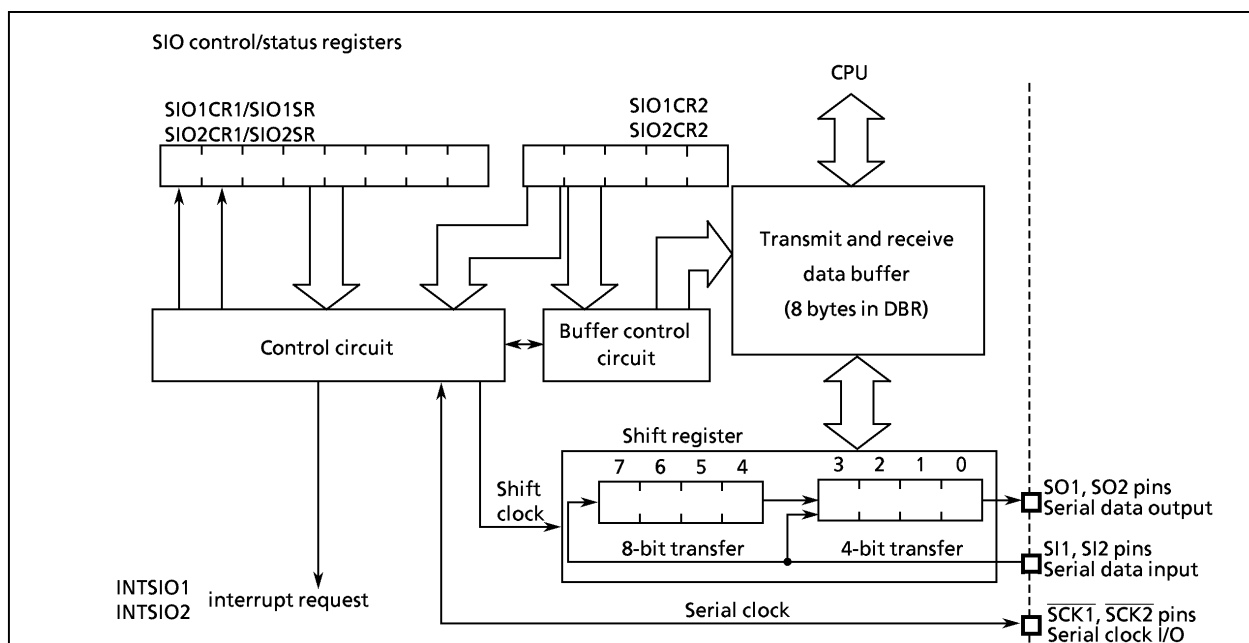 SIO control/status registers
CPU
SIO1CR1/SIO1SR
SIO2CR1/SIO2SR
SIO1CR2
SIO2CR2
Transmit and receive
data buffer
(8 bytes in DBR)
Control circuit
Buffer control
circuit
Shift register
7 6 5 4
3 2 1 0
Shift
clock
8-bit transfer
4-bit transfer
SO1, SO2 pins
Serial data output
SI1, SI2 pins
Serial data input
INTSIO1
INTSIO2
interrupt request
Serial clock
S̅C̅K̅1̅, S̅C̅K̅2̅ pins
Serial clock I/O